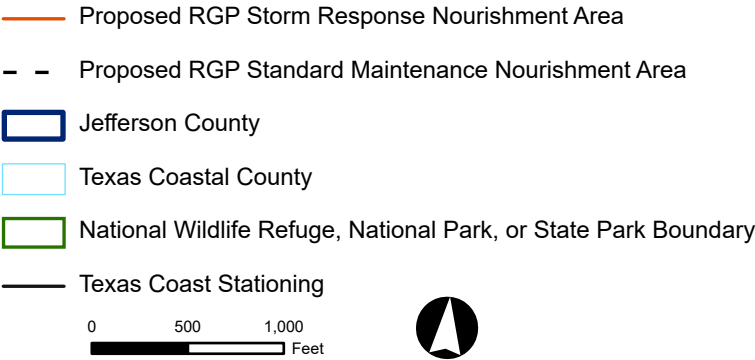 Proposed RGP Storm Response Nourishment Area
Proposed RGP Standard Maintenance Nourishment Area
Jefferson County
Texas Coastal County
National Wildlife Refuge, National Park, or State Park Boundary
Texas Coast Stationing
0 500 1,000
Feet